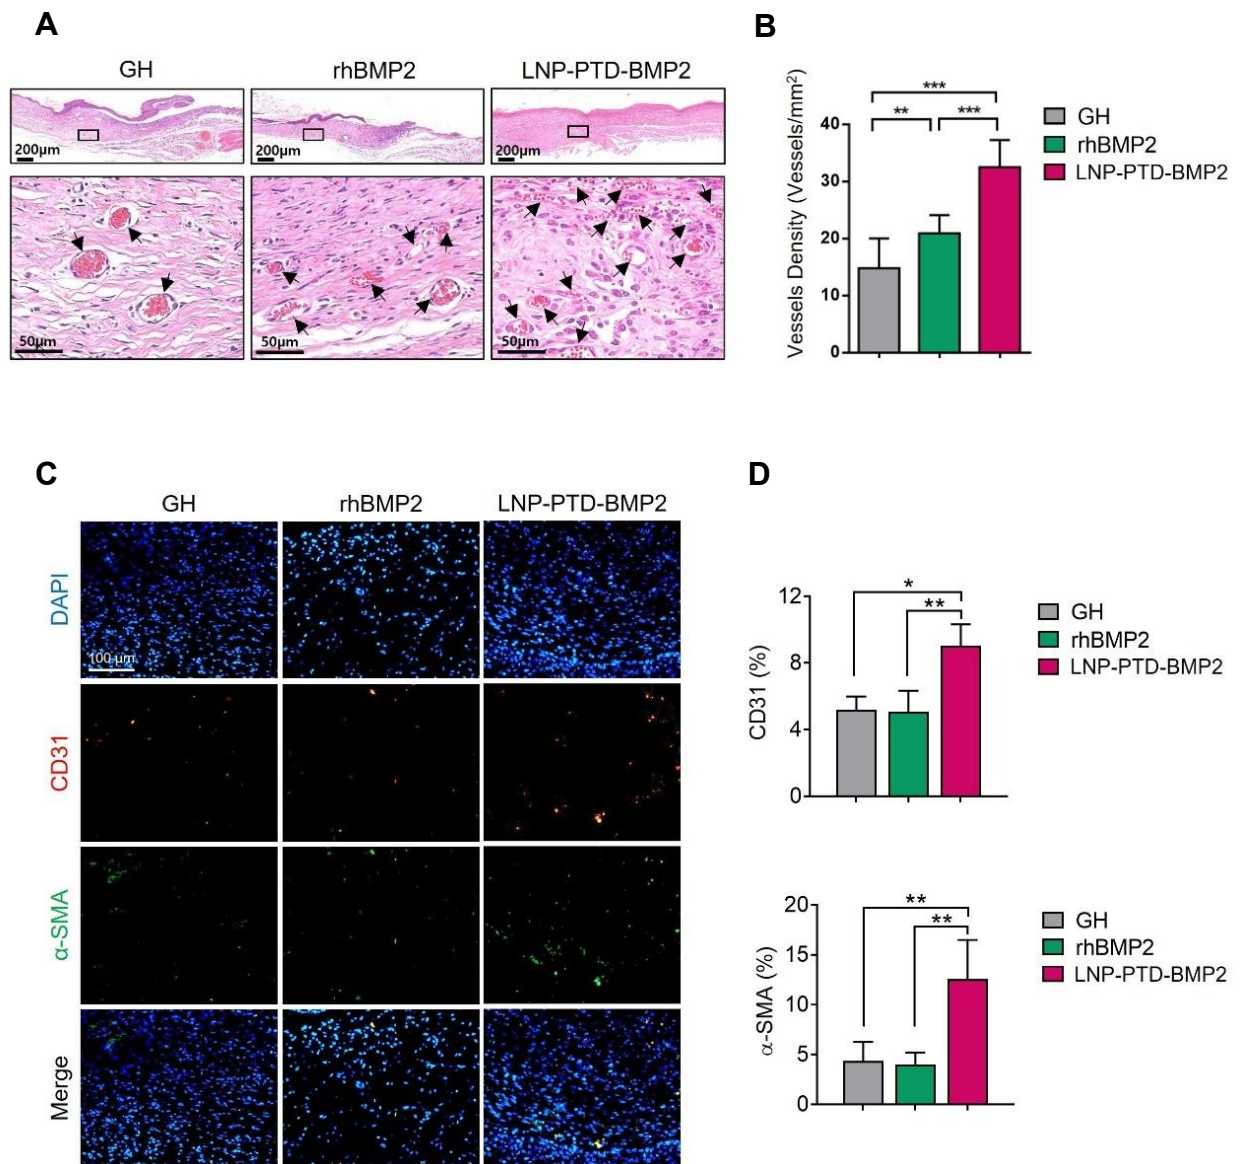 A
GH
rhBMP2
LNP-PTD-BMP2
200μm
200μm
200μm
50μm
50μm
50μm
B
***
**
***
Vessels Density (Vessels/mm²)
40
30
20
10
0
GH
rhBMP2
LNP-PTD-BMP2
C
GH
rhBMP2
LNP-PTD-BMP2
DAPI
100 μm
CD31
α-SMA
Merge
D
*
**
CD31 (%)
12
8
4
0
GH
rhBMP2
LNP-PTD-BMP2
**
**
α-SMA (%)
20
15
10
5
0
GH
rhBMP2
LNP-PTD-BMP2